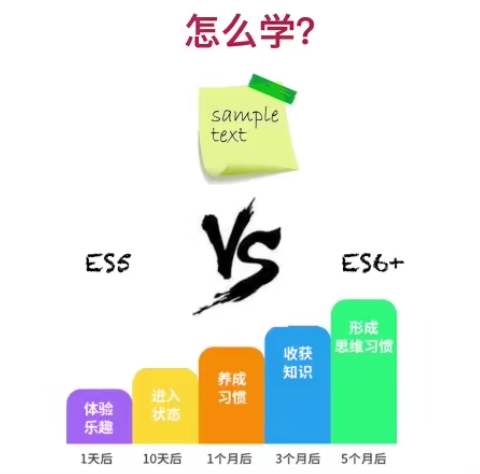 怎么学?
sample
text
VS
ES5
ES6+
形成
思维习惯
收获
知识
养成
习惯
进入
状态
体验
乐趣
1天后
10天后
1个月后
3个月后
5个月后